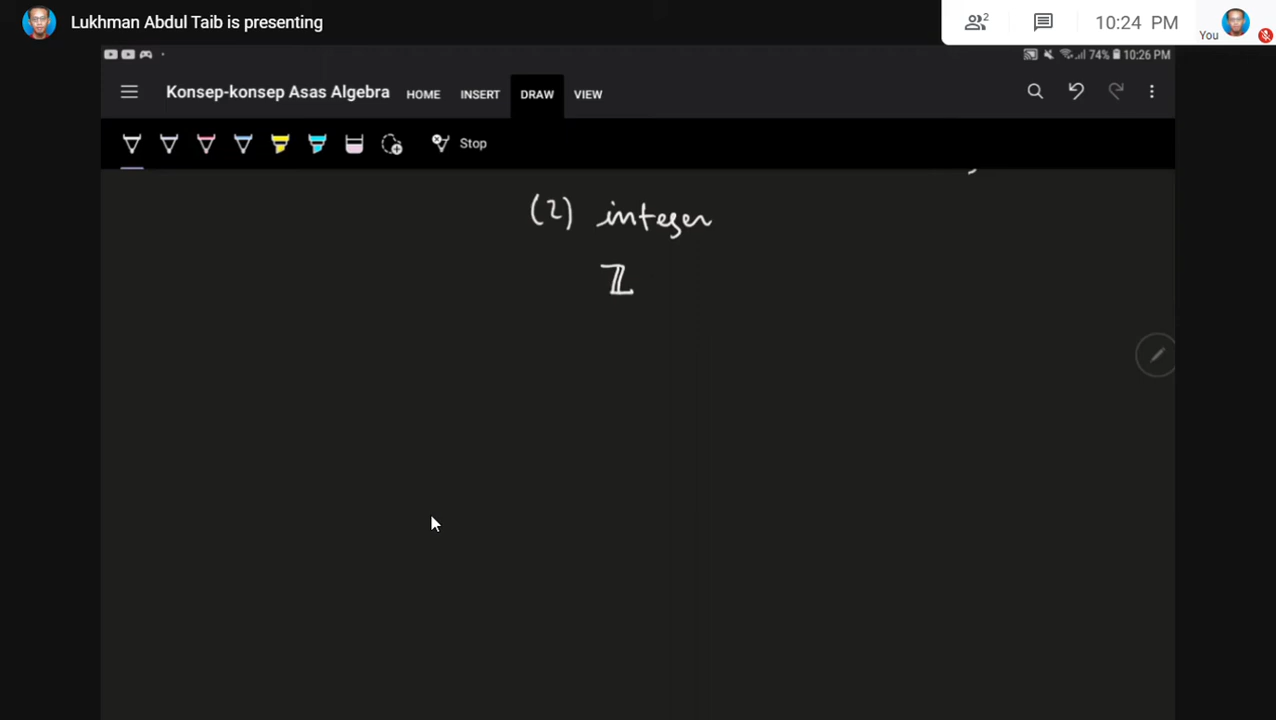 Lukhman Abdul Taib is presenting
2
10:24 PM
You
74% 10:26 PM
Konsep-konsep Asas Algebra HOME INSERT DRAW VIEW
Stop
(2) integer
ℤ